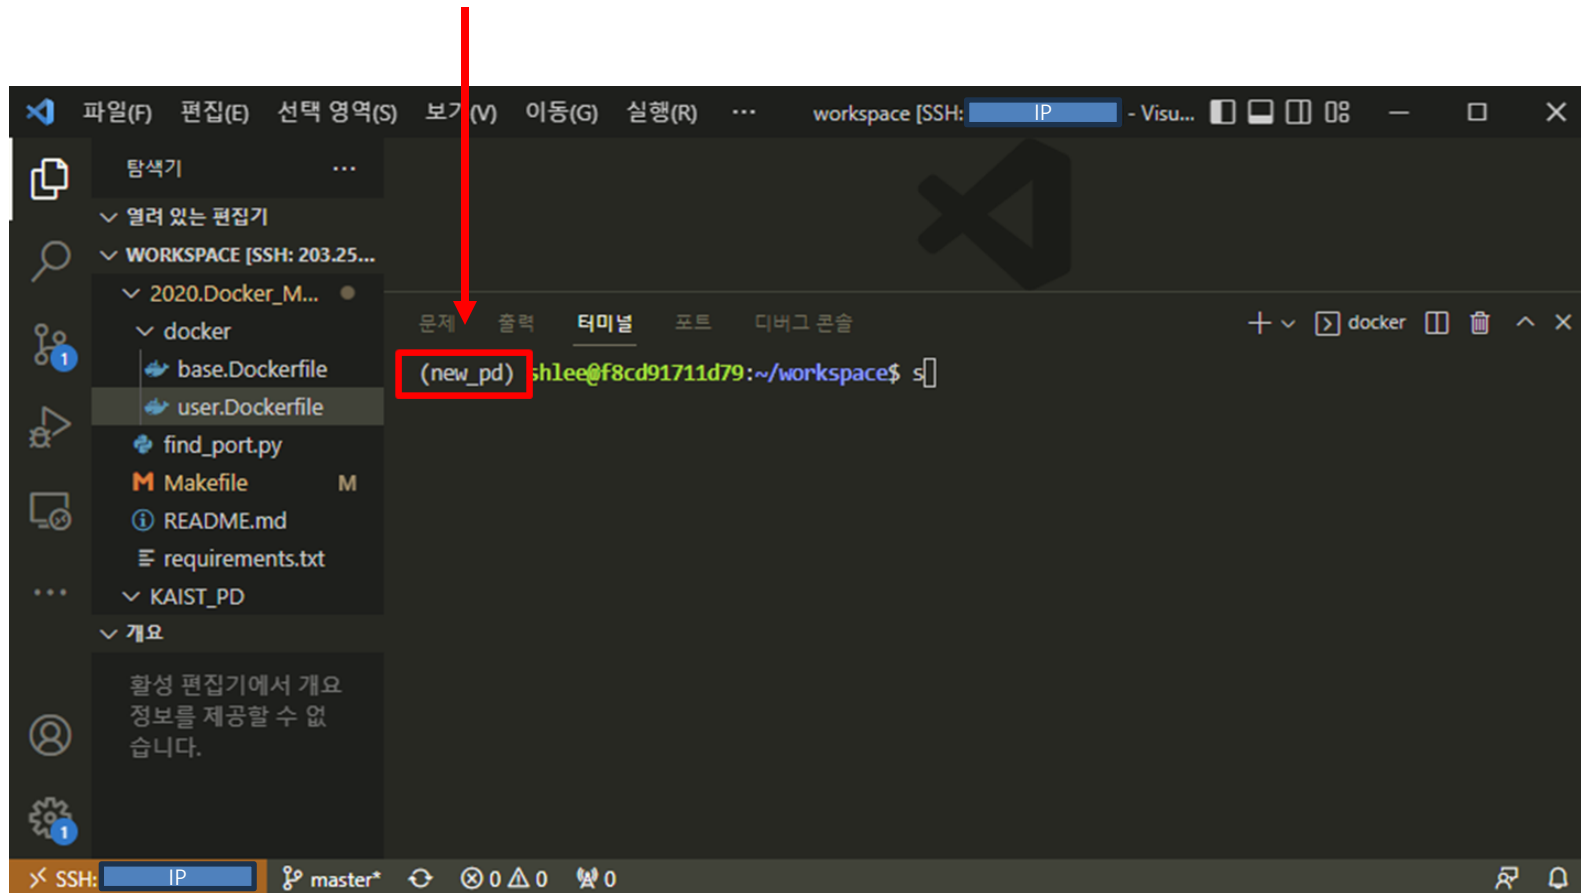 파일(F) 편집(E) 선택 영역(S) 보기(V) 이동(G) 실행(R) ··· workspace [SSH: IP - Visu...
탐색기 ···
열려 있는 편집기
WORKSPACE [SSH: 203.25...
2020.Docker_M...
docker
base.Dockerfile
user.Dockerfile
find_port.py
Makefile M
README.md
requirements.txt
KAIST_PD
개요
활성 편집기에서 개요
정보를 제공할 수 없
습니다.
문제 출력 터미널 포트 디버그 콘솔 docker
(new_pd) shlee@f8cd91711d79:~/workspace$ s
1
1
SSH: IP master* 0 0 0